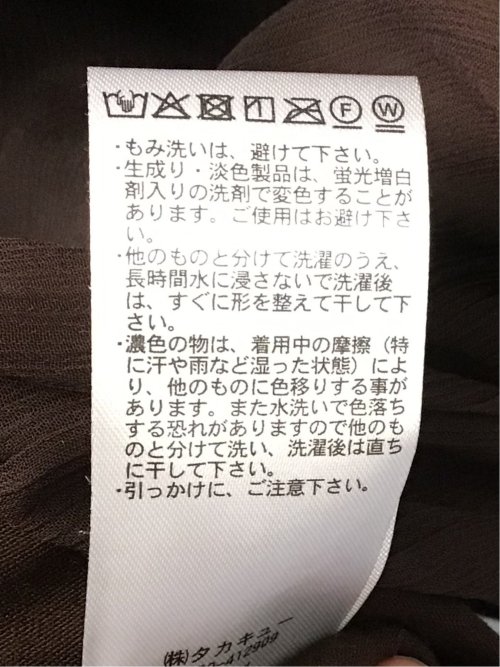 Ⓕ Ⓦ
・もみ洗いは、避けて下さい。
・生成り・淡色製品は、蛍光増白
剤入りの洗剤で変色することが
あります。ご使用はお避け下さ
い。
・他のものと分けて洗濯のうえ、
長時間水に浸さないで洗濯後
は、すぐに形を整えて干して下
さい。
・濃色の物は、着用中の摩擦（特
に汗や雨など湿った状態）によ
り、他のものに色移りする事が
あります。また水洗いで色落ち
する恐れがありますので他のも
のと分けて洗い、洗濯後は直ち
に干して下さい。
・引っかけに、ご注意下さい。
(株)タカキュー
-412909